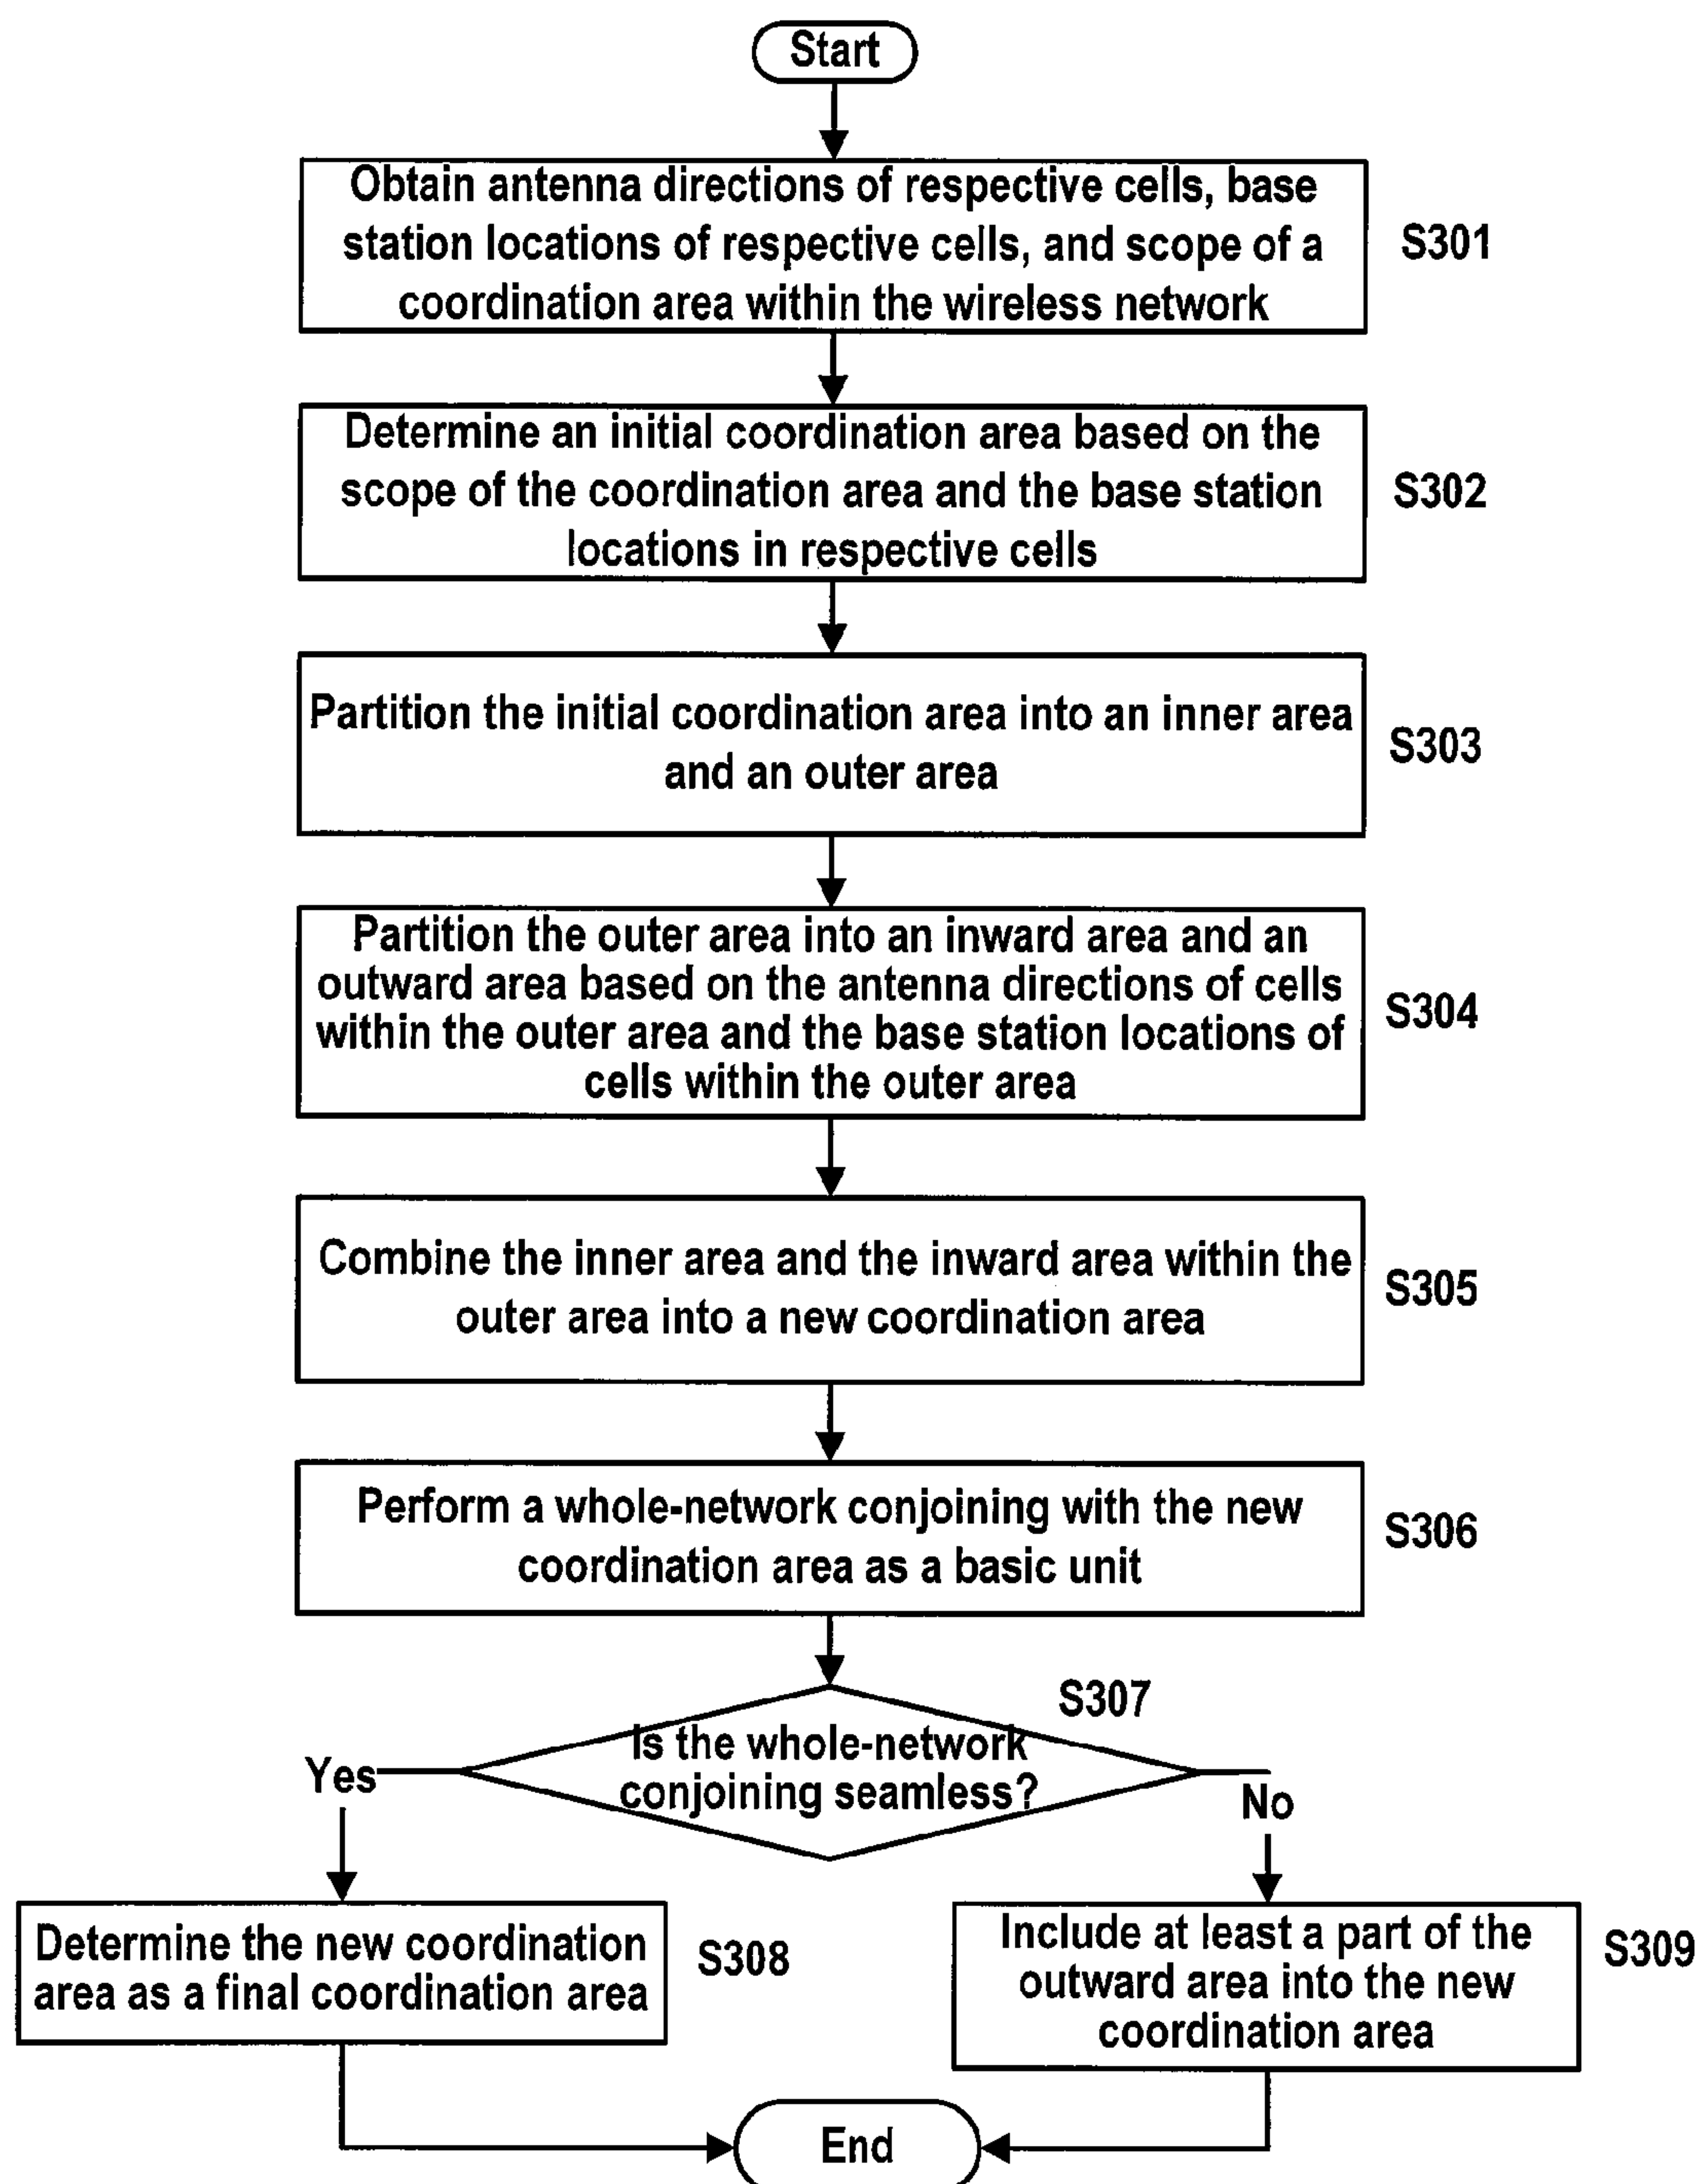 Start
Obtain antenna directions of respective cells, base
station locations of respective cells, and scope of a
coordination area within the wireless network
S301
Determine an initial coordination area based on the
scope of the coordination area and the base station
locations in respective cells
S302
Partition the initial coordination area into an inner area
and an outer area
S303
Partition the outer area into an inward area and an
outward area based on the antenna directions of cells
within the outer area and the base station locations of
cells within the outer area
S304
Combine the inner area and the inward area within the
outer area into a new coordination area
S305
Perform a whole-network conjoining with the new
coordination area as a basic unit
S306
S307
Is the whole-network
conjoining seamless?
Yes
No
Determine the new coordination
area as a final coordination area
S308
Include at least a part of the
outward area into the new
coordination area
S309
End